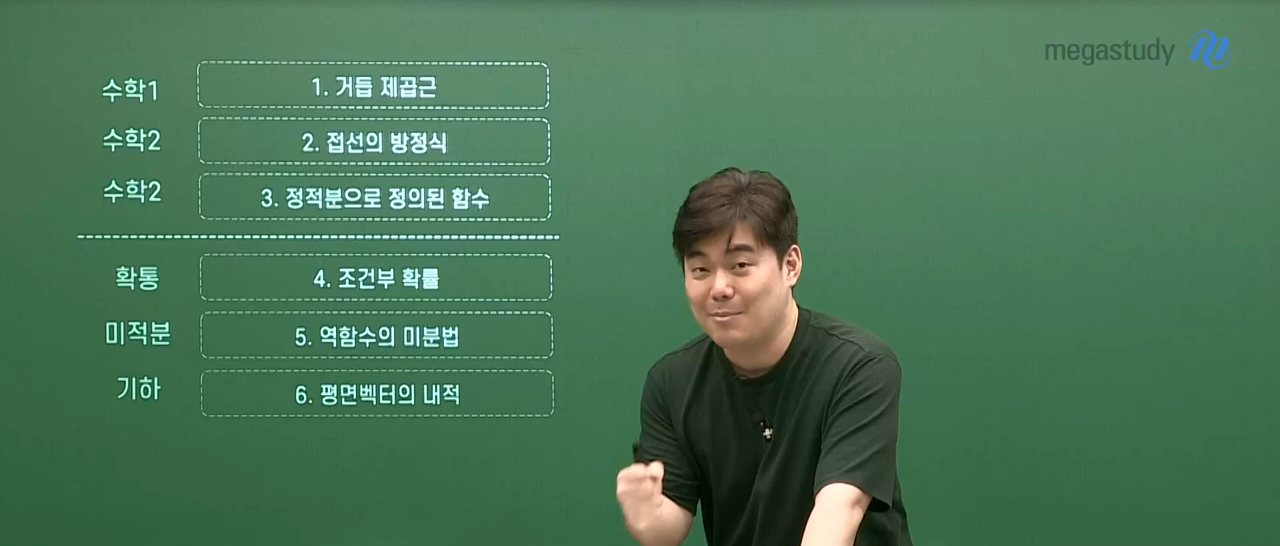 megastudy
수학1 1. 거듭 제곱근
수학2 2. 접선의 방정식
수학2 3. 정적분으로 정의된 함수
확통 4. 조건부 확률
미적분 5. 역함수의 미분법
기하 6. 평면벡터의 내적